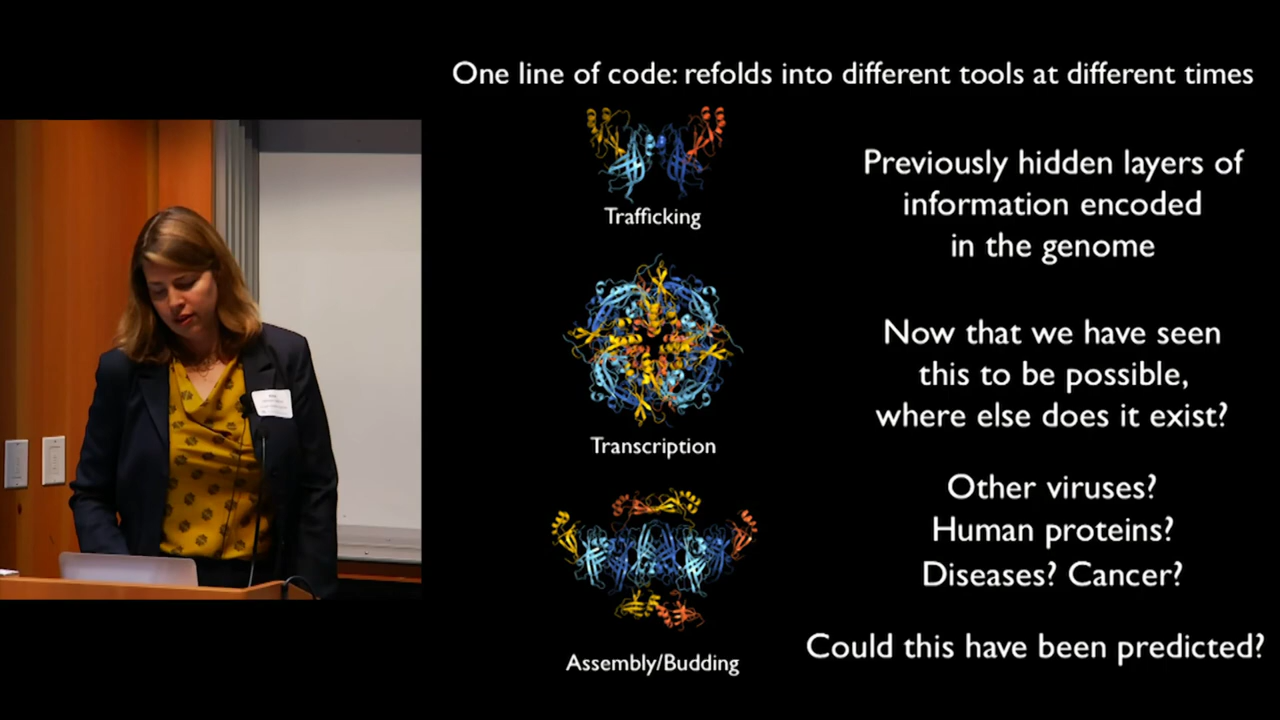 One line of code: refolds into different tools at different times
Trafficking
Transcription
Assembly/Budding
Previously hidden layers of
information encoded
in the genome
Now that we have seen
this to be possible,
where else does it exist?
Other viruses?
Human proteins?
Diseases? Cancer?
Could this have been predicted?